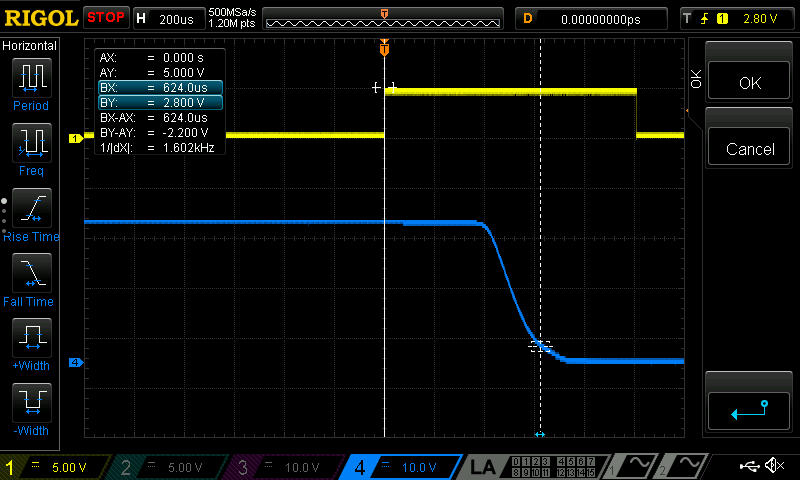 RIGOL STOP H 200us 500MSa/s 1.20M pts T D 0.00000000ps T 1 2.80 V
Horizontal
Period
Freq
Rise Time
Fall Time
+Width
-Width
T
AX: = 0.000 s
AY: = 5.000 V
BX: = 624.0us
BY: = 2.800 V
BX-AX: = 624.0us
BY-AY: = -2.200 V
1/|dX|: = 1.602kHz
1
4
OK
OK
Cancel
1 = 5.00 V 2 = 5.00 V 3 = 10.0 V 4 = 10.0 V LA 0 1 2 3 4 5 6 7 1 2
8 9 10 11 12 13 14 15